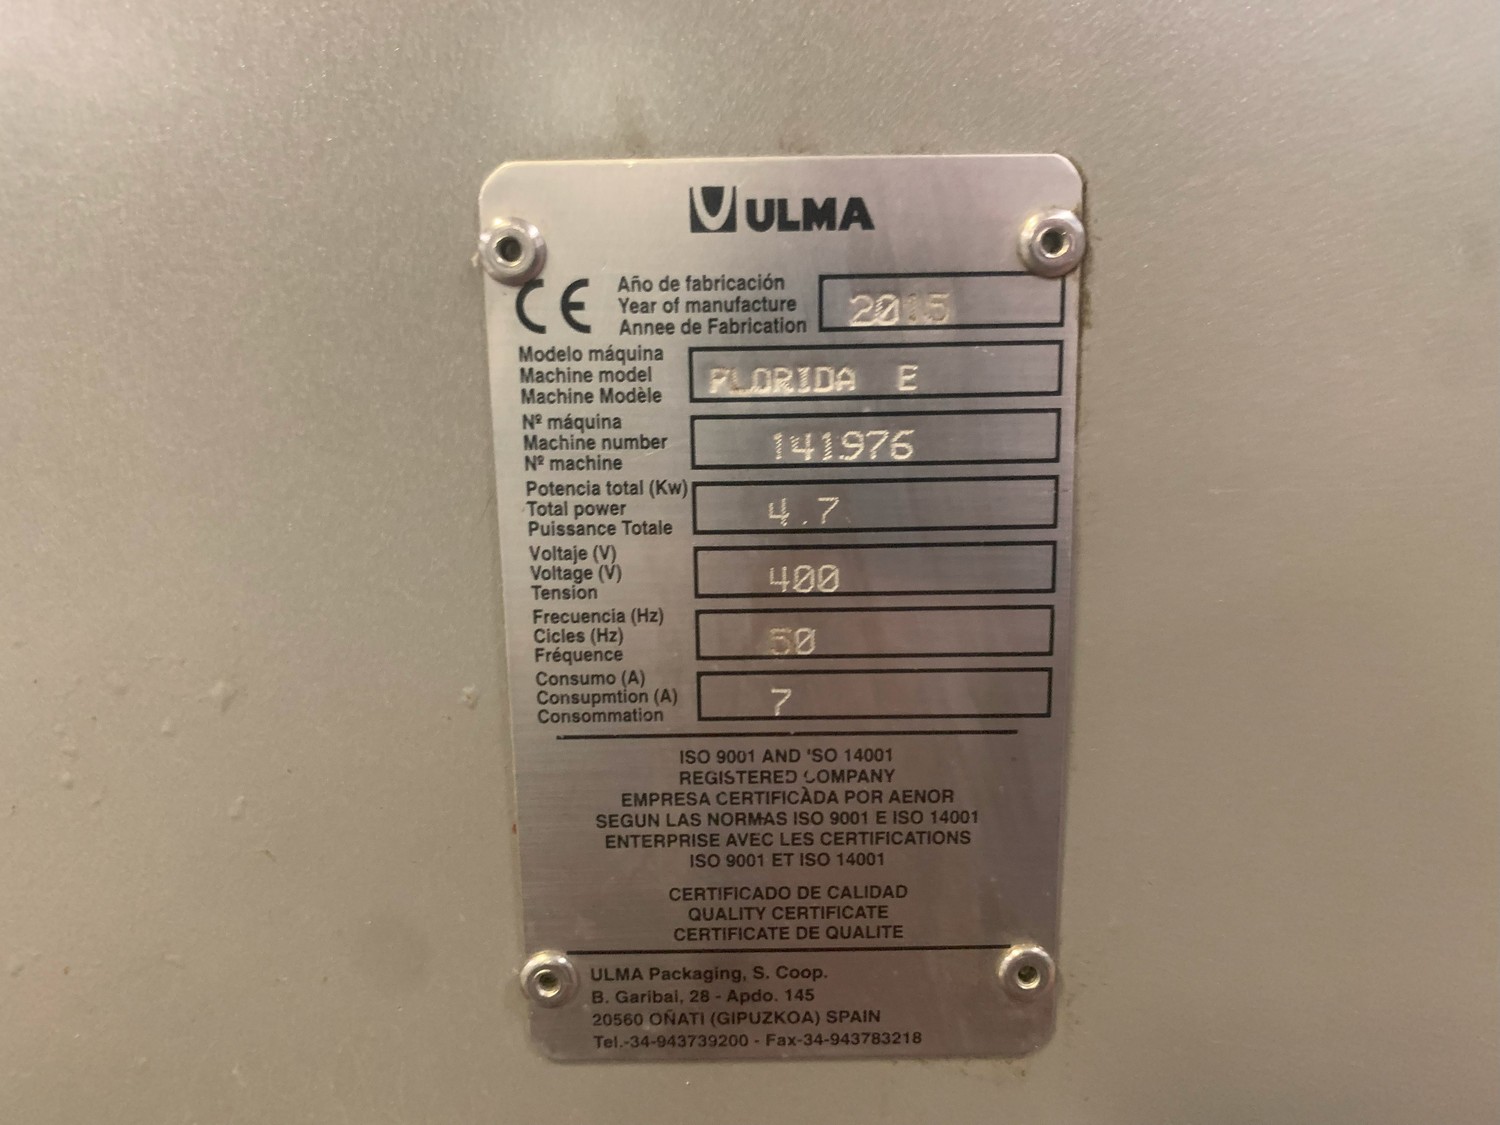 ULMA
CE
Año de fabricación
Year of manufacture
Annee de Fabrication
2015
Modelo máquina
Machine model
Machine Modèle
FLORIDA E
Nº máquina
Machine number
Nº machine
141976
Potencia total (Kw)
Total power
Puissance Totale
4.7
Voltaje (V)
Voltage (V)
Tension
400
Frecuencia (Hz)
Cicles (Hz)
Fréquence
50
Consumo (A)
Consupmtion (A)
Consommation
7
ISO 9001 AND ISO 14001
REGISTERED COMPANY
EMPRESA CERTIFICADA POR AENOR
SEGUN LAS NORMAS ISO 9001 E ISO 14001
ENTERPRISE AVEC LES CERTIFICATIONS
ISO 9001 ET ISO 14001
CERTIFICADO DE CALIDAD
QUALITY CERTIFICATE
CERTIFICATE DE QUALITE
ULMA Packaging, S. Coop.
B. Garibai, 28 - Apdo. 145
20560 OÑATI (GIPUZKOA) SPAIN
Tel.-34-943739200 - Fax-34-943783218